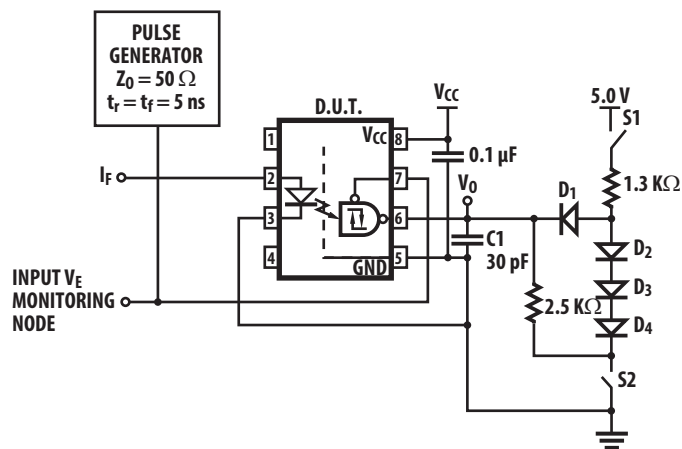 PULSE
GENERATOR
Z0 = 50 Ω
tr = tf = 5 ns
D.U.T.
VCC
5.0 V
S1
1
VCC
8
0.1 µF
1.3 KΩ
IF
2
7
VO
D1
3
6
C1
30 pF
D2
4
GND
5
D3
INPUT VE
MONITORING
NODE
2.5 KΩ
D4
S2